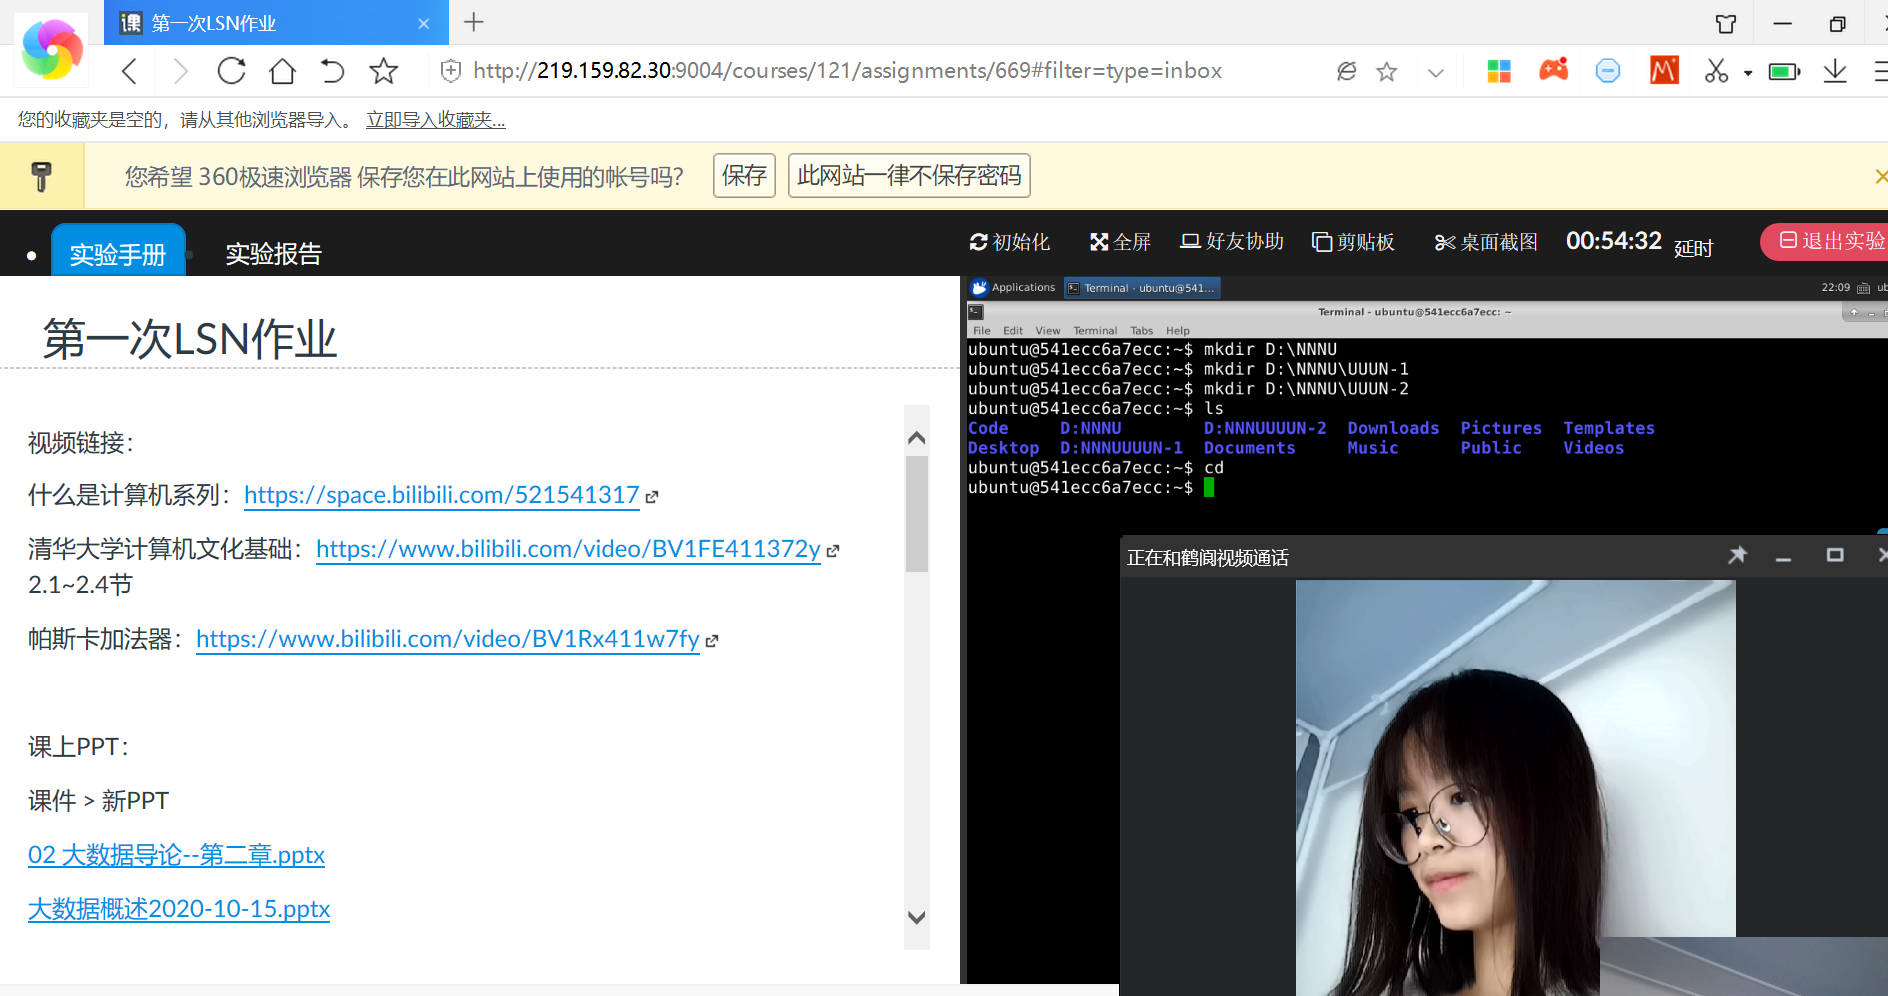 第一次LSN作业
http://219.159.82.30:9004/courses/121/assignments/669#filter=type=inbox
您的收藏夹是空的，请从其他浏览器导入。 立即导入收藏夹...
您希望 360极速浏览器 保存您在此网站上使用的帐号吗? 保存 此网站一律不保存密码
实验手册 实验报告 初始化 全屏 好友协助 剪贴板 桌面截图 00:54:32 延时 退出实验
第一次LSN作业
视频链接：
什么是计算机系列：https://space.bilibili.com/521541317
清华大学计算机文化基础：https://www.bilibili.com/video/BV1FE411372y
2.1~2.4节
帕斯卡加法器：https://www.bilibili.com/video/BV1Rx411w7fy
课上PPT：
课件 > 新PPT
02 大数据导论--第二章.pptx
大数据概述2020-10-15.pptx
Applications Terminal - ubuntu@541... 22:09 ub
Terminal - ubuntu@541ecc6a7ecc: ~
File Edit View Terminal Tabs Help
ubuntu@541ecc6a7ecc:~$ mkdir D:\NNNU
ubuntu@541ecc6a7ecc:~$ mkdir D:\NNNU\UUUN-1
ubuntu@541ecc6a7ecc:~$ mkdir D:\NNNU\UUUN-2
ubuntu@541ecc6a7ecc:~$ ls
Code D:NNNU D:NNNUUUUN-2 Downloads Pictures Templates
Desktop D:NNNUUUUN-1 Documents Music Public Videos
ubuntu@541ecc6a7ecc:~$ cd
ubuntu@541ecc6a7ecc:~$
正在和鹤阆视频通话